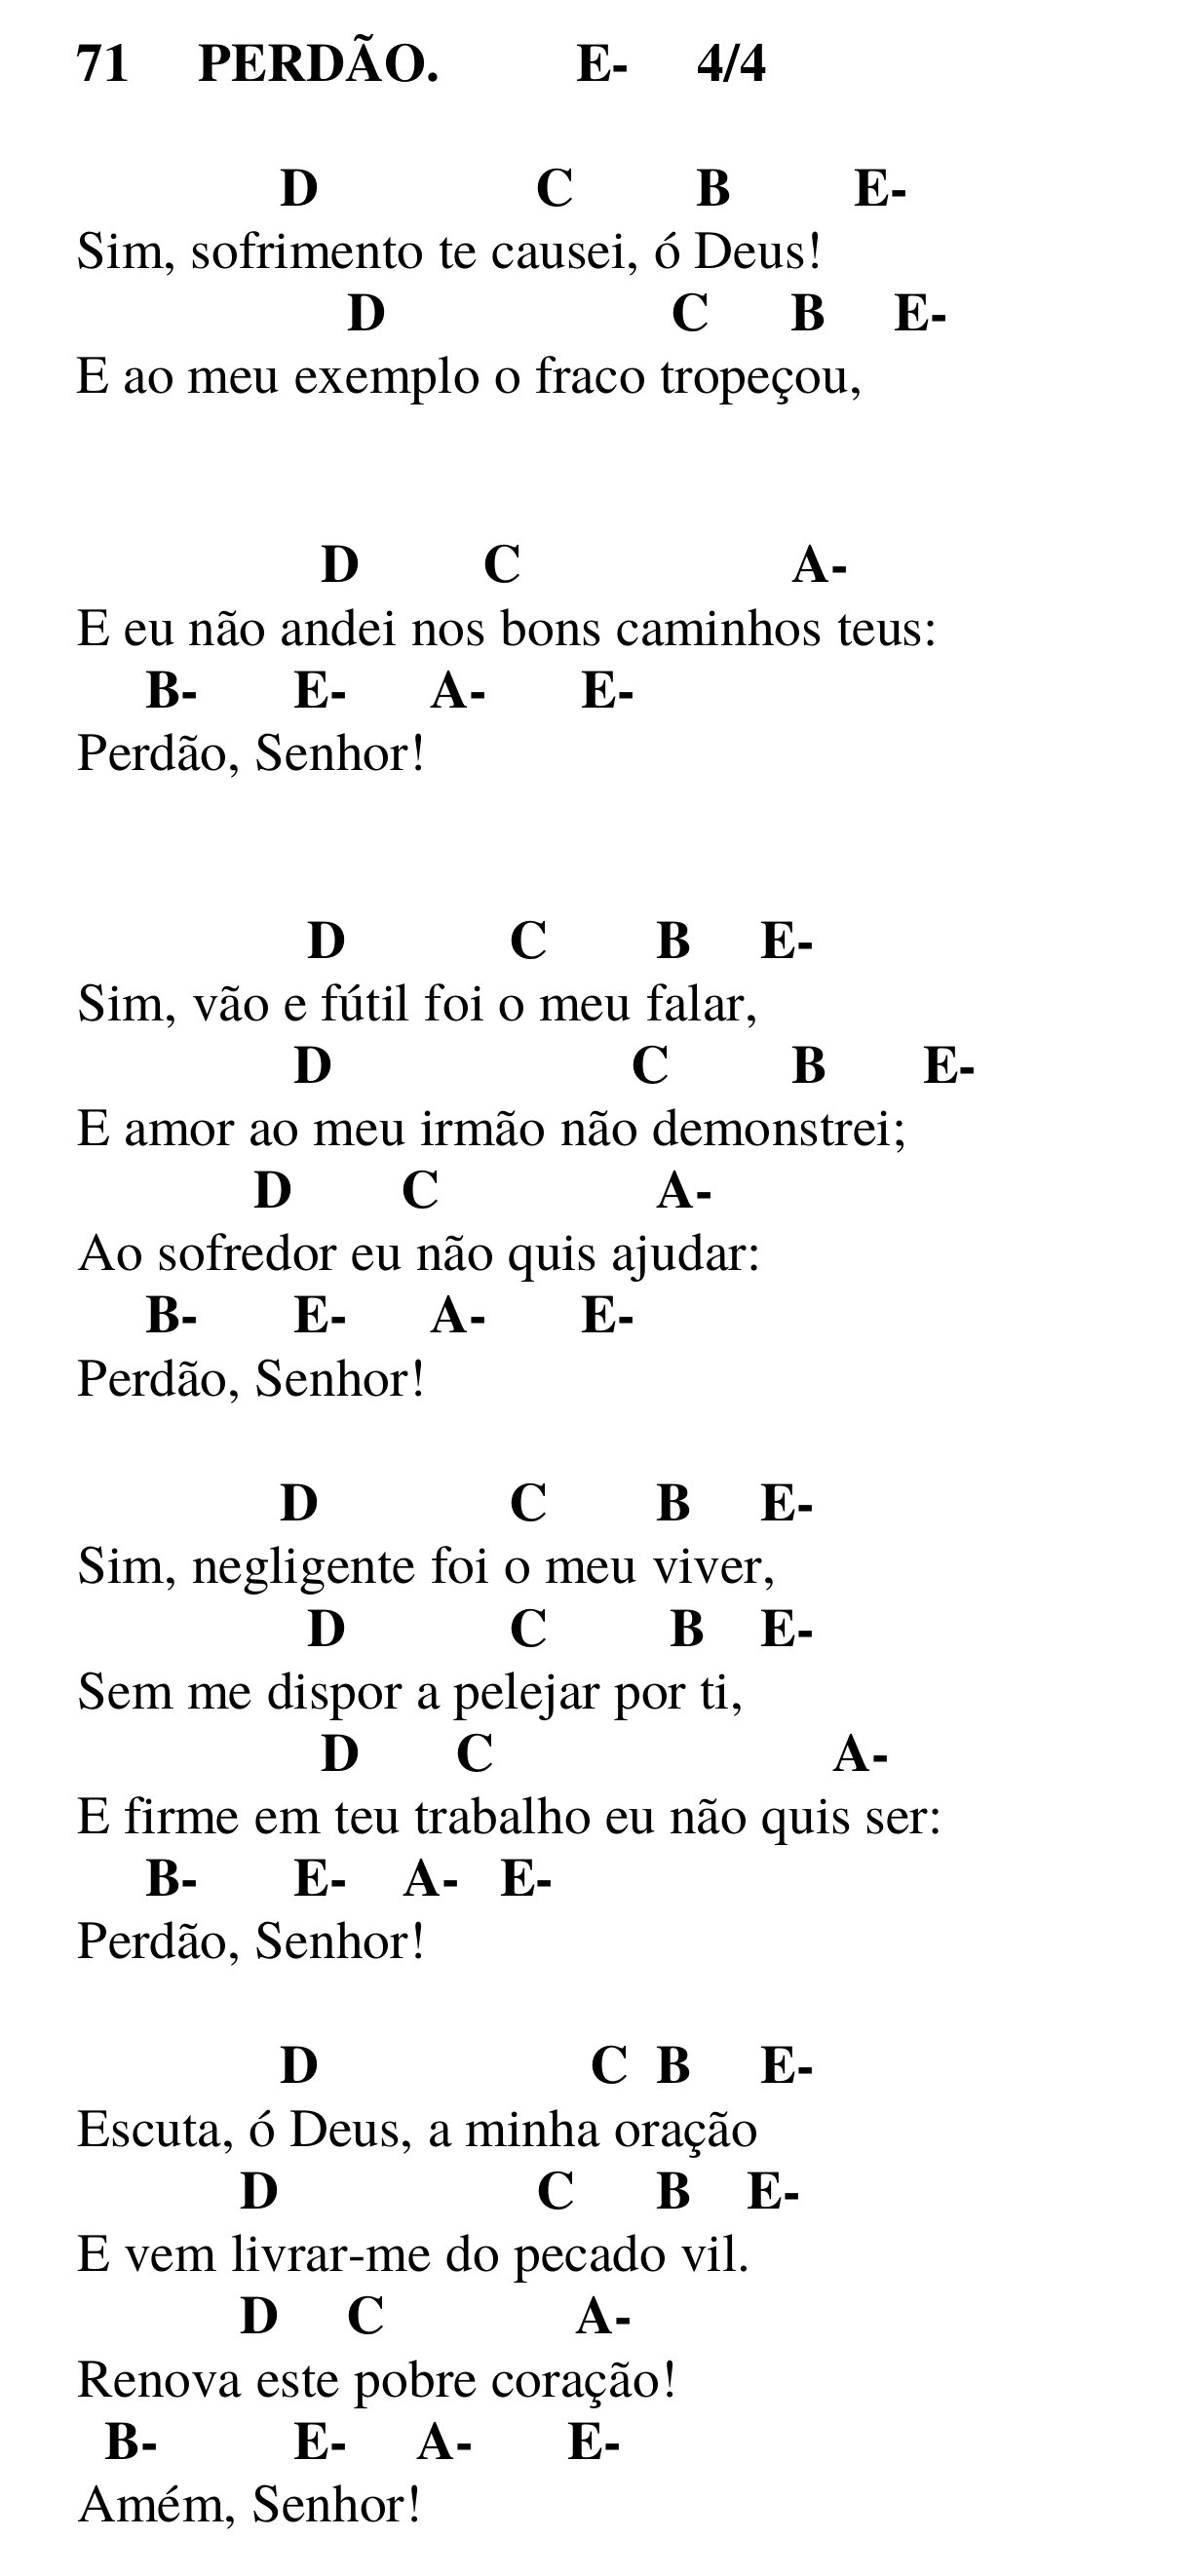 71 PERDÃO. E- 4/4
D C B E-
Sim, sofrimento te causei, ó Deus!
D C B E-
E ao meu exemplo o fraco tropeçou,
D C A-
E eu não andei nos bons caminhos teus:
B- E- A- E-
Perdão, Senhor!
D C B E-
Sim, vão e fútil foi o meu falar,
D C B E-
E amor ao meu irmão não demonstrei;
D C A-
Ao sofredor eu não quis ajudar:
B- E- A- E-
Perdão, Senhor!
D C B E-
Sim, negligente foi o meu viver,
D C B E-
Sem me dispor a pelejar por ti,
D C A-
E firme em teu trabalho eu não quis ser:
B- E- A- E-
Perdão, Senhor!
D C B E-
Escuta, ó Deus, a minha oração
D C B E-
E vem livrar-me do pecado vil.
D C A-
Renova este pobre coração!
B- E- A- E-
Amém, Senhor!